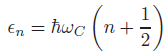 ϵₙ = ħω_C (n + 1/2)